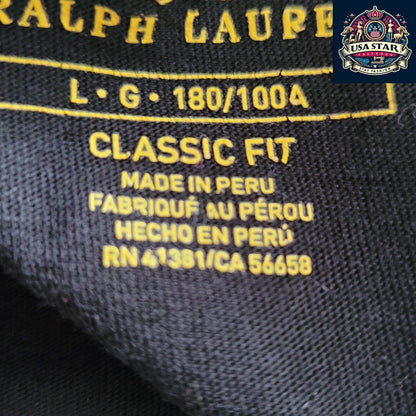 RALPH LAURE
USA STAR
L • G • 180/100A
CLASSIC FIT
MADE IN PERU
FABRIQUÉ AU PÉROU
HECHO EN PERÚ
RN 41381/CA 56658